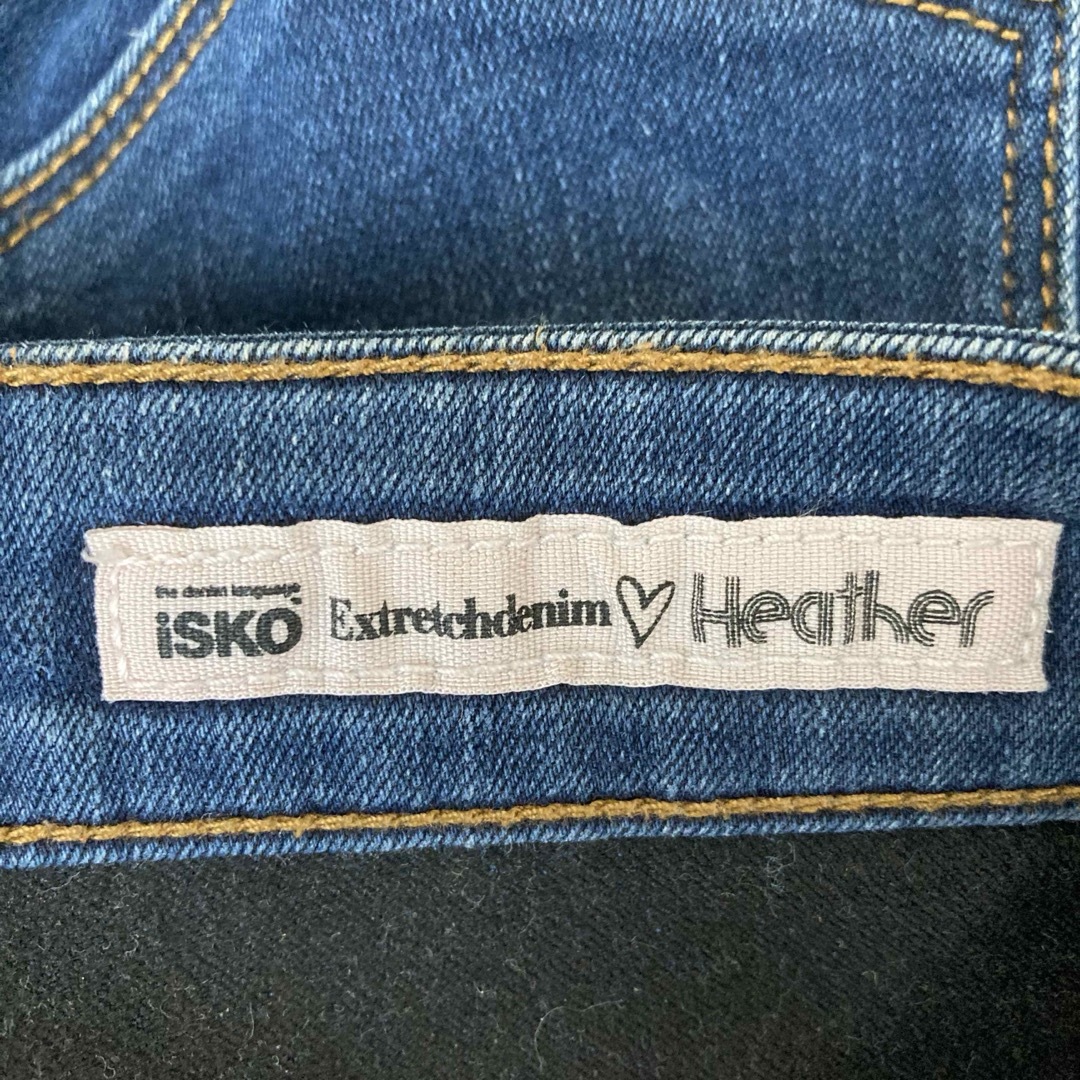 the denim language
iSKO Extretchdenim♡Heather